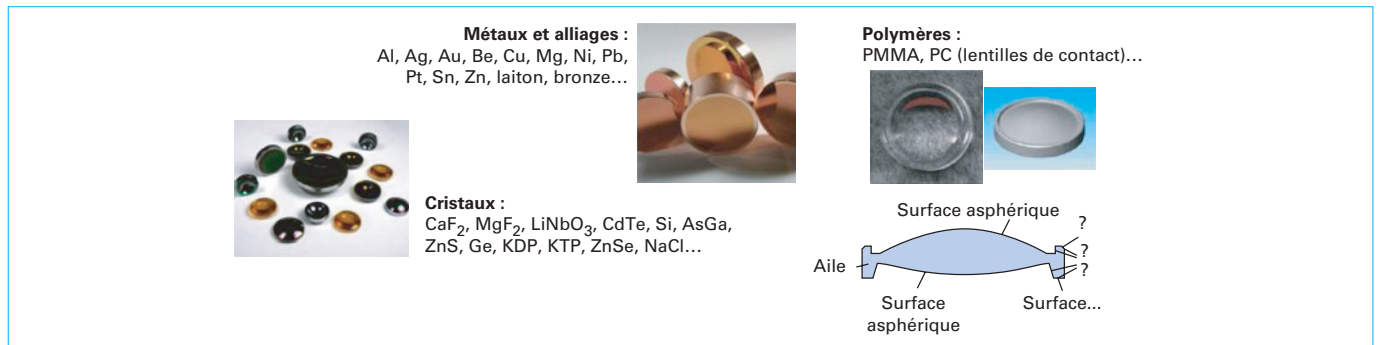 Métaux et alliages :
Al, Ag, Au, Be, Cu, Mg, Ni, Pb,
Pt, Sn, Zn, laiton, bronze…
Polymères :
PMMA, PC (lentilles de contact)…
Cristaux :
CaF₂, MgF₂, LiNbO₃, CdTe, Si, AsGa,
ZnS, Ge, KDP, KTP, ZnSe, NaCl…
Surface asphérique
?
?
?
Aile
Surface
asphérique
Surface...